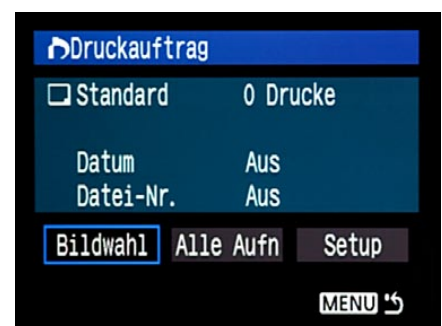 Druckauftrag
Standard 0 Drucke
Datum Aus
Datei-Nr. Aus
Bildwahl Alle Aufn Setup
MENU